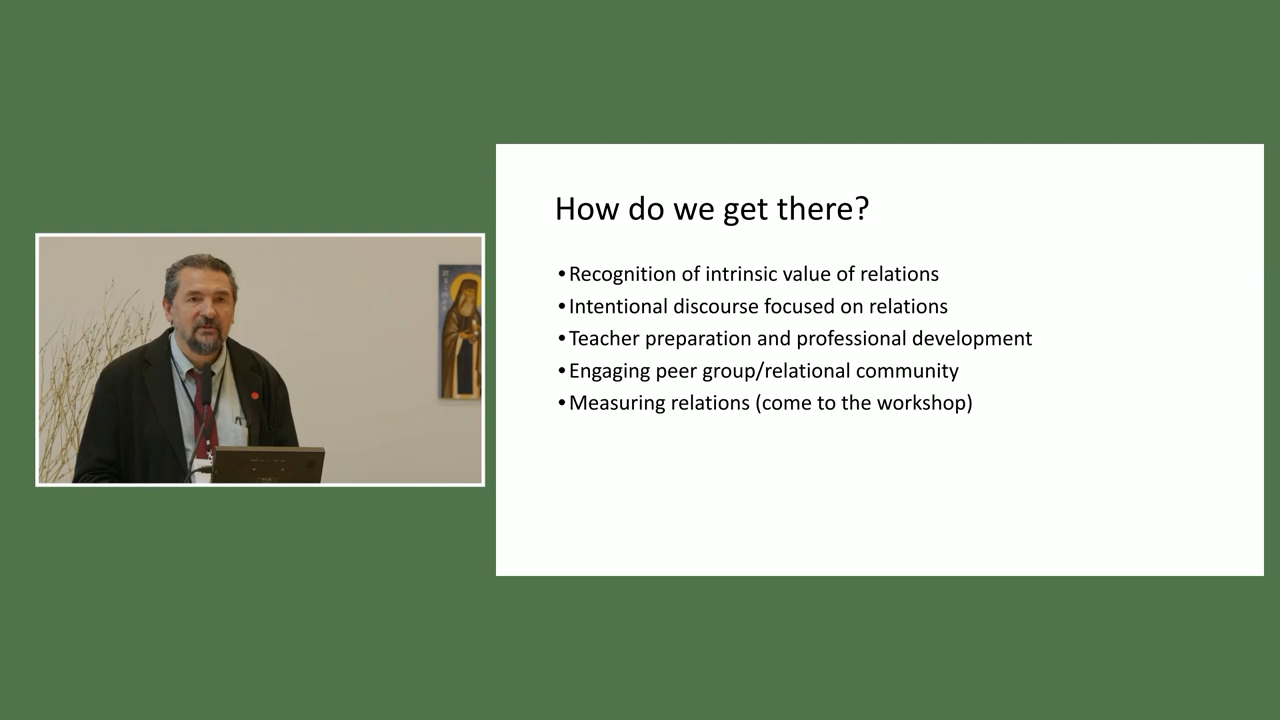 How do we get there?
•Recognition of intrinsic value of relations
•Intentional discourse focused on relations
•Teacher preparation and professional development
•Engaging peer group/relational community
•Measuring relations (come to the workshop)